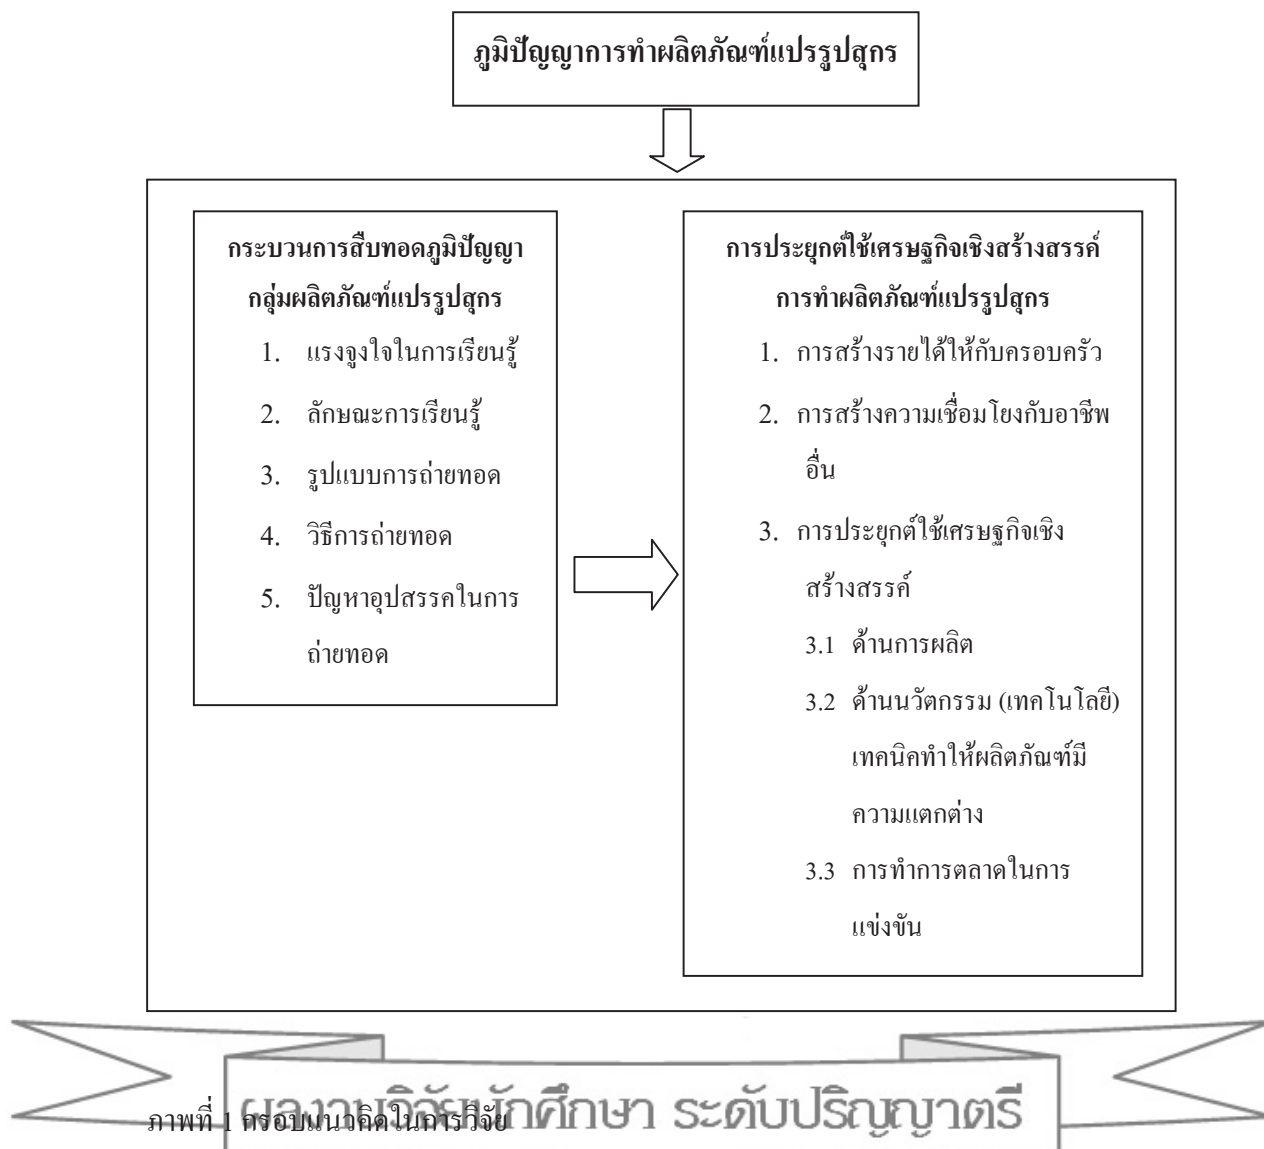 ภูมิปัญญาการทำผลิตภัณฑ์แปรรูปสุกร
กระบวนการสืบทอดภูมิปัญญา
กลุ่มผลิตภัณฑ์แปรรูปสุกร
1. แรงจูงใจในการเรียนรู้
2. ลักษณะการเรียนรู้
3. รูปแบบการถ่ายทอด
4. วิธีการถ่ายทอด
5. ปัญหาอุปสรรคในการ
ถ่ายทอด
การประยุกต์ใช้เศรษฐกิจเชิงสร้างสรรค์
การทำผลิตภัณฑ์แปรรูปสุกร
1. การสร้างรายได้ให้กับครอบครัว
2. การสร้างความเชื่อมโยงกับอาชีพ
อื่น
3. การประยุกต์ใช้เศรษฐกิจเชิง
สร้างสรรค์
3.1 ด้านการผลิต
3.2 ด้านนวัตกรรม (เทคโนโลยี)
เทคนิคทำให้ผลิตภัณฑ์มี
ความแตกต่าง
3.3 การทำการตลาดในการ
แข่งขัน
ผลงานวิจัยนักศึกษา ระดับปริญญาตรี
ภาพที่ 1 กรอบแนวคิดในการวิจัย